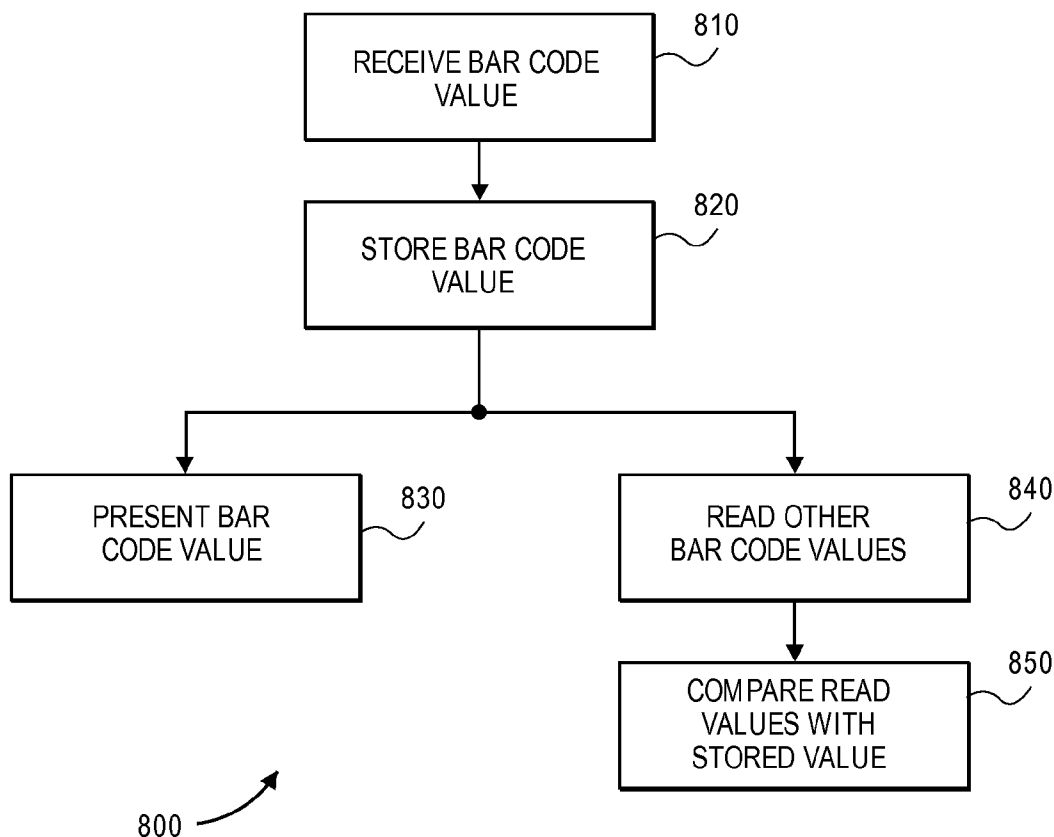 810
RECEIVE BAR CODE
VALUE
820
STORE BAR CODE
VALUE
830
PRESENT BAR
CODE VALUE
840
READ OTHER
BAR CODE VALUES
850
COMPARE READ
VALUES WITH
STORED VALUE
800